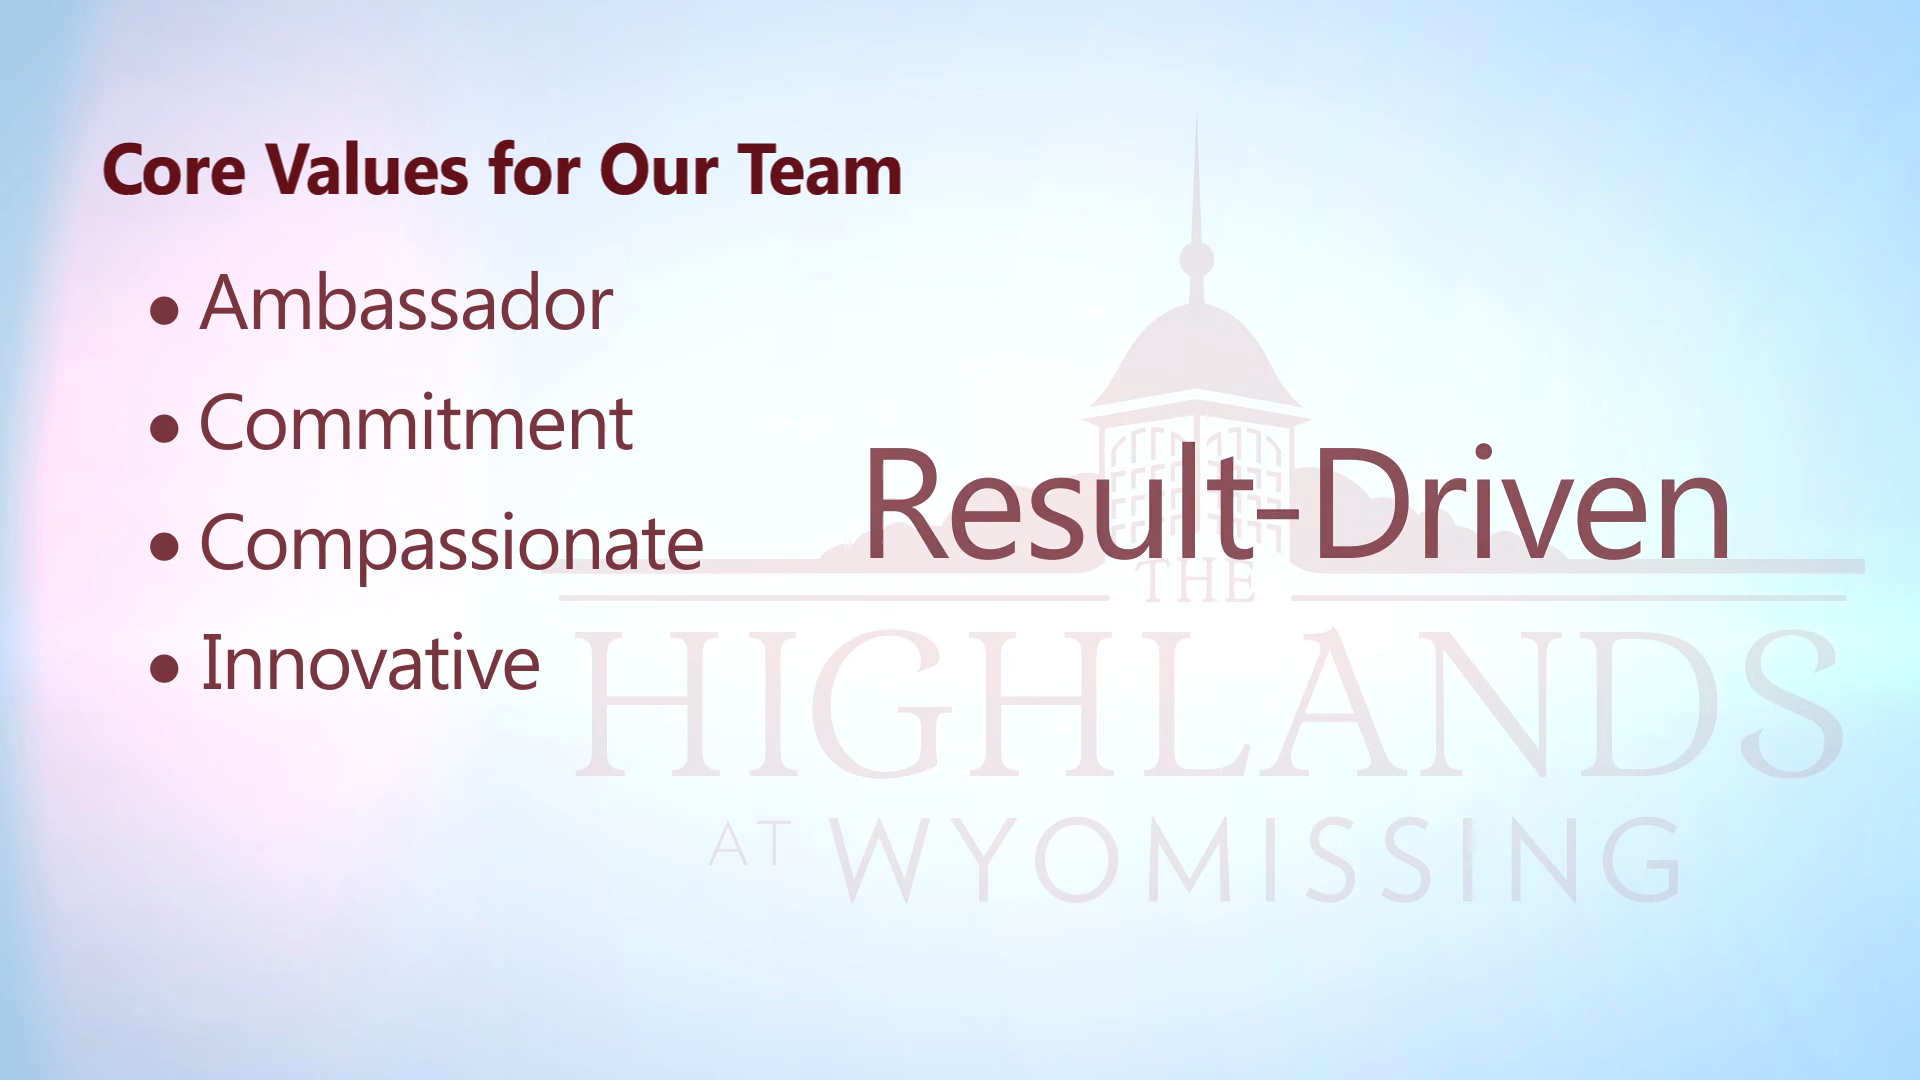 Core Values for Our Team
• Ambassador
• Commitment
• Compassionate
• Innovative
Result-Driven
THE
HIGHLANDS
AT WYOMISSING